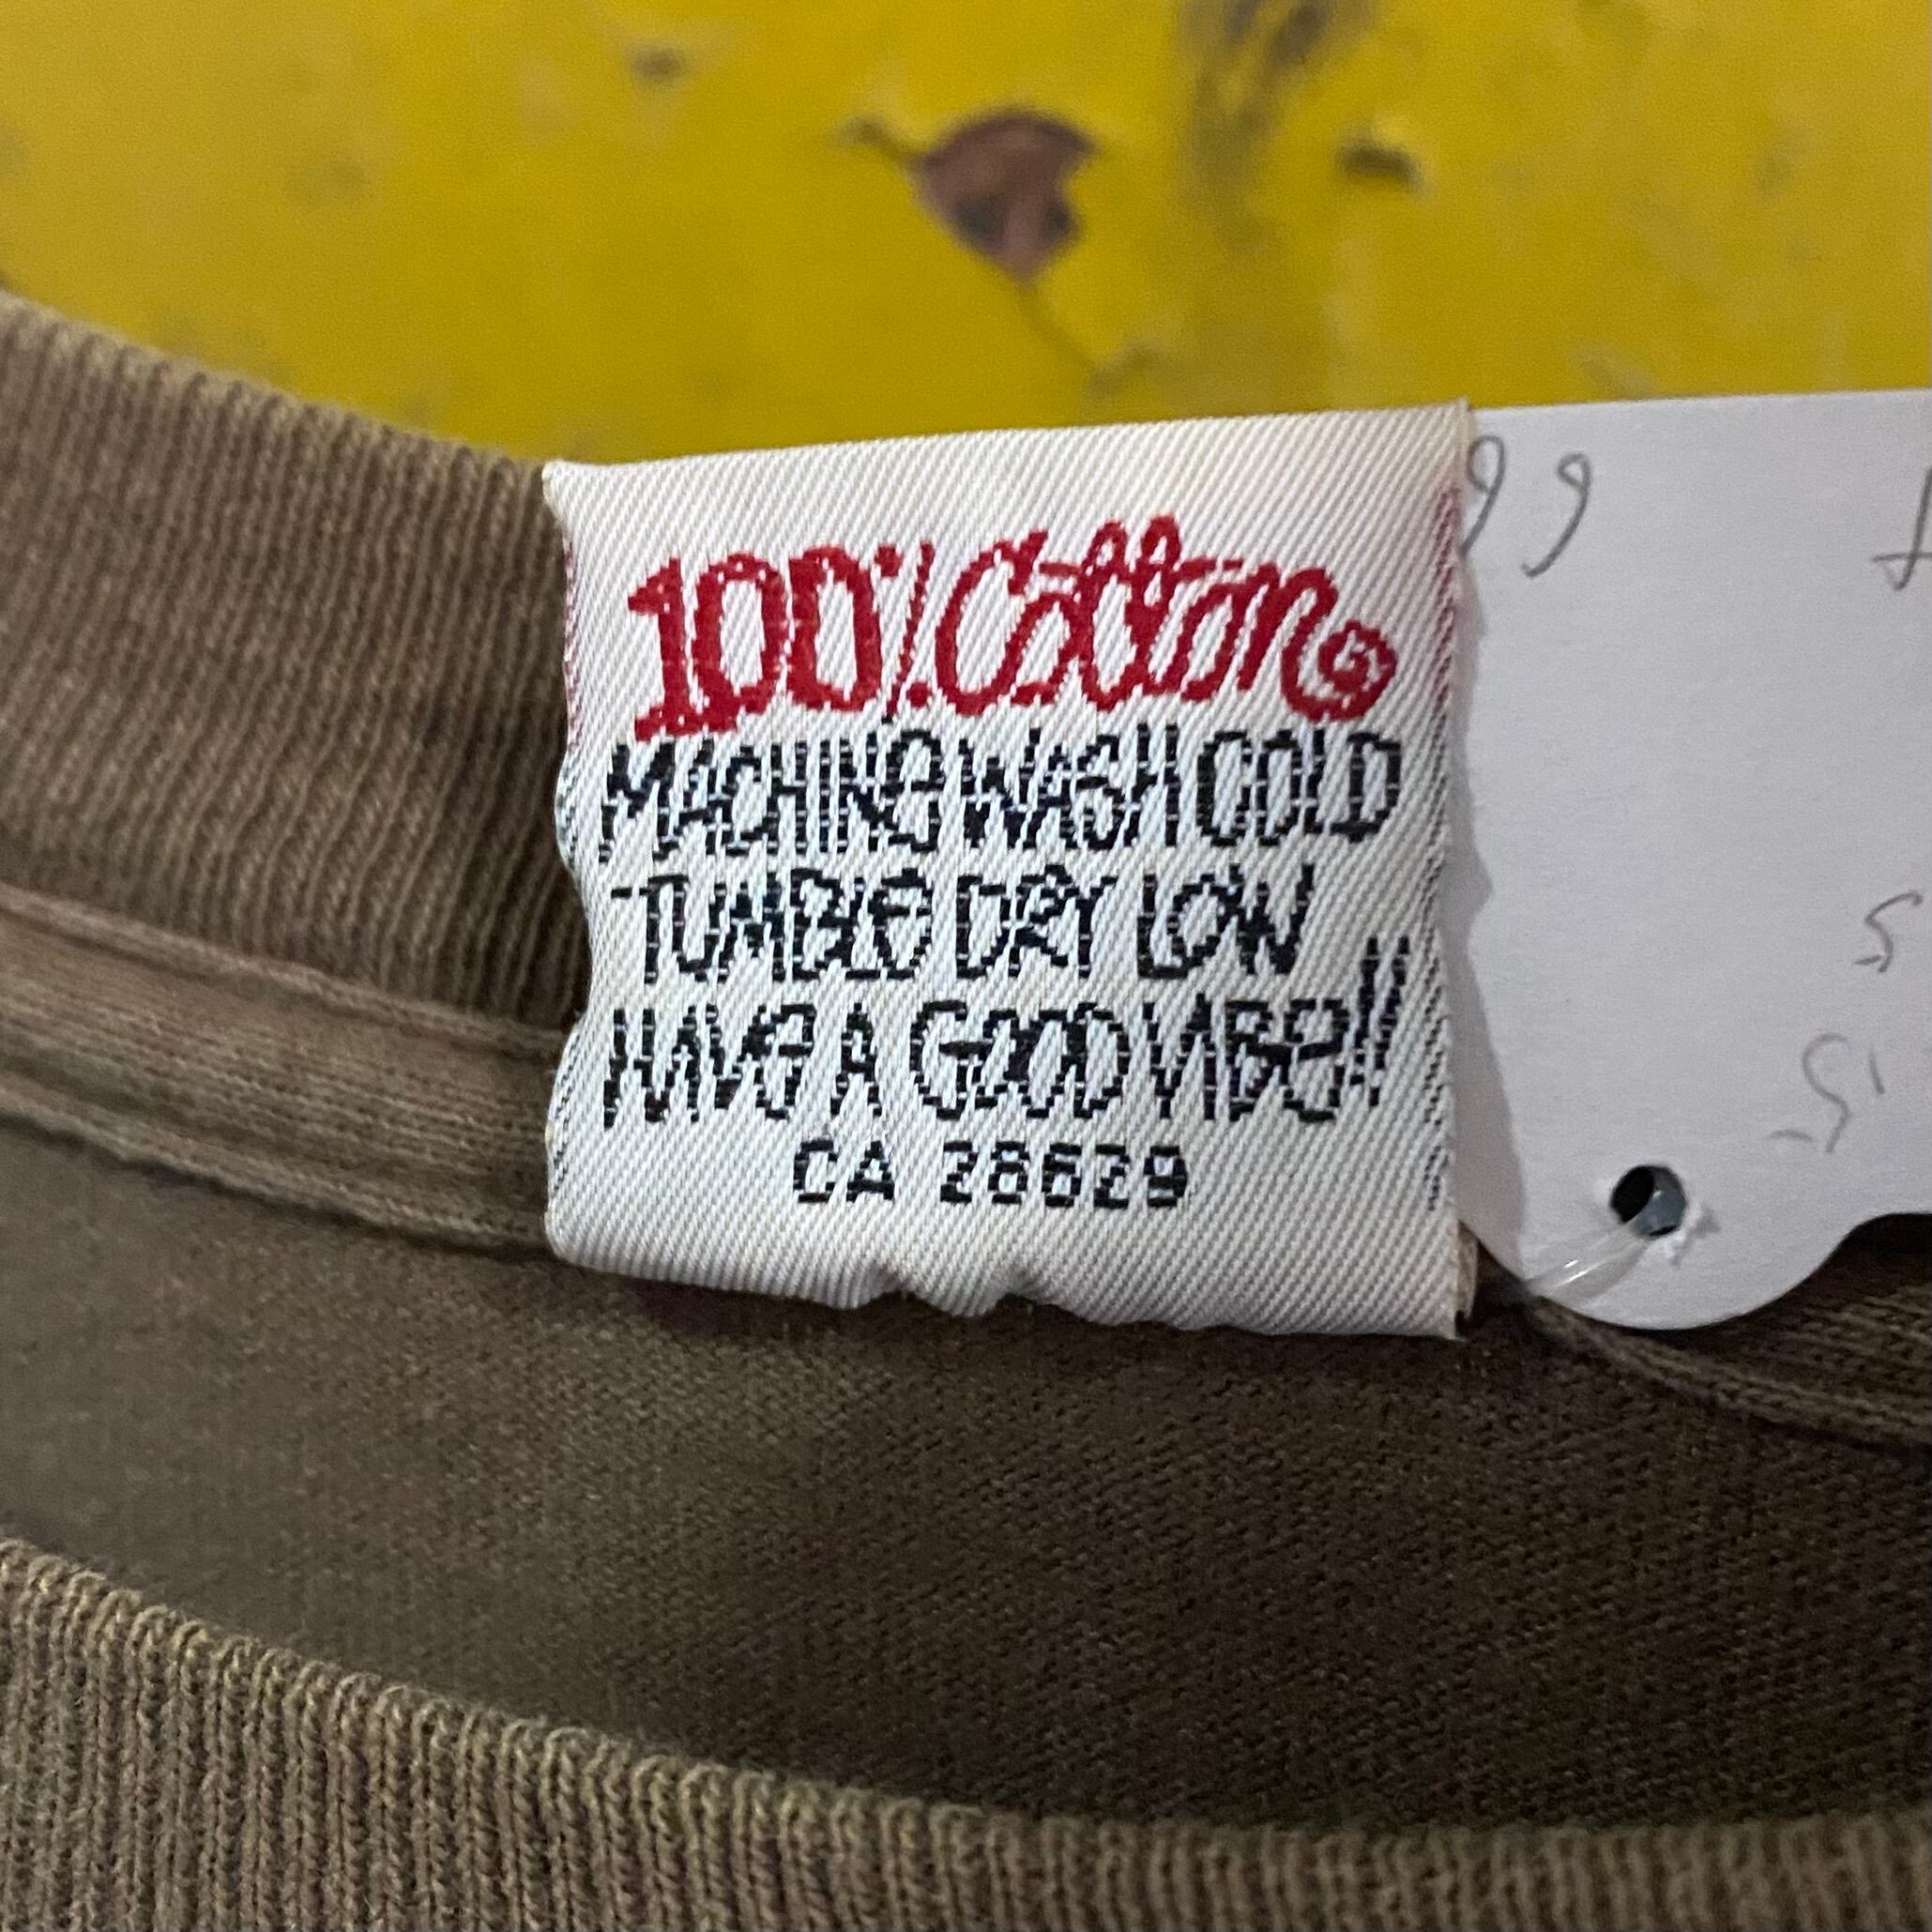 100% Cotton
MACHINE WASH COLD
TUMBLE DRY LOW
HAVE A GOOD VIBE!!
CA 28629